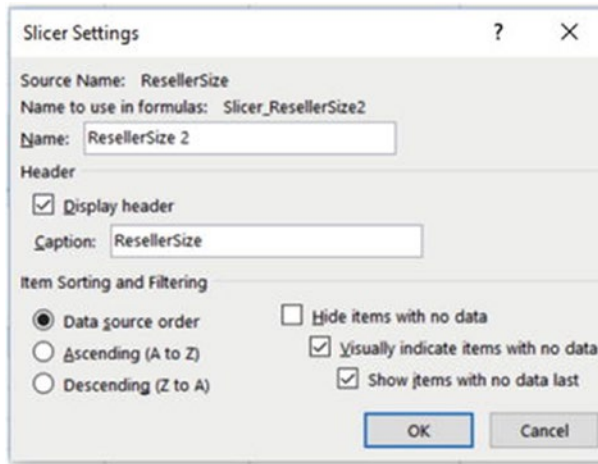 Slicer Settings ? ×
Source Name: ResellerSize
Name to use in formulas: Slicer_ResellerSize2
Name: ResellerSize 2
Header
Display header
Caption: ResellerSize
Item Sorting and Filtering
Data source order
Hide items with no data
Ascending (A to Z)
Visually indicate items with no data
Descending (Z to A)
Show items with no data last
OK Cancel